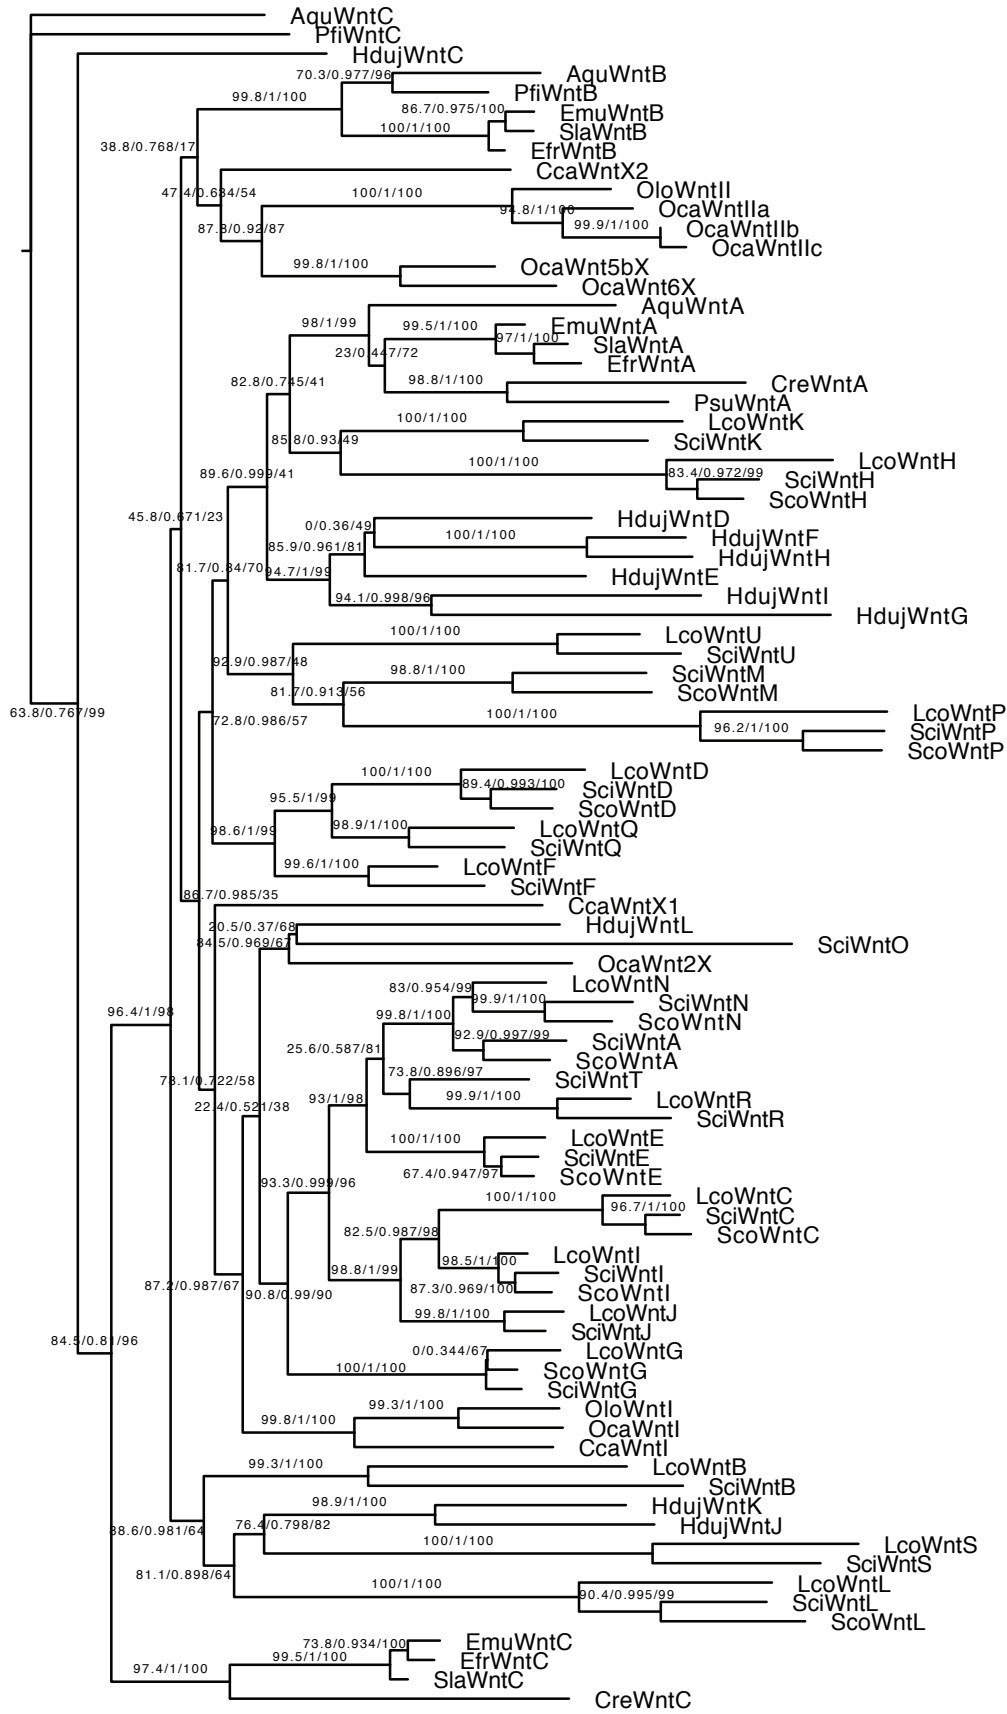 AquWntC
PfiWntC
HdujWntC
70.3/0.977/96
AquWntB
99.8/1/100
PfiWntB
86.7/0.975/100
EmuWntB
100/1/100
SlaWntB
38.8/0.768/17
EfrWntB
CcaWntX2
47.4/0.684/54
100/1/100
OloWntII
94.8/1/100
OcaWntIIa
87.8/0.92/87
99.9/1/100
OcaWntIIb
OcaWntIIc
99.8/1/100
OcaWnt5bX
OcaWnt6X
AquWntA
98/1/99
99.5/1/100
EmuWntA
97/1/100
SlaWntA
23/0.447/72
EfrWntA
82.8/0.745/41
98.8/1/100
CreWntA
PsuWntA
100/1/100
LcoWntK
85.8/0.93/49
SciWntK
100/1/100
LcoWntH
89.6/0.999/41
83.4/0.972/99
SciWntH
ScoWntH
45.8/0.671/23
0/0.36/49
HdujWntD
100/1/100
HdujWntF
85.9/0.961/81
HdujWntH
81.7/0.84/70
94.7/1/99
HdujWntE
94.1/0.998/96
HdujWntI
HdujWntG
100/1/100
LcoWntU
SciWntU
92.9/0.987/48
98.8/1/100
SciWntM
81.7/0.913/56
ScoWntM
63.8/0.767/99
72.8/0.986/57
100/1/100
LcoWntP
96.2/1/100
SciWntP
ScoWntP
100/1/100
LcoWntD
89.4/0.993/100
SciWntD
95.5/1/99
ScoWntD
98.6/1/99
98.9/1/100
LcoWntQ
SciWntQ
99.6/1/100
LcoWntF
SciWntF
86.7/0.985/35
CcaWntX1
20.5/0.37/68
HdujWntL
84.5/0.969/67
SciWntO
OcaWnt2X
83/0.954/99
LcoWntN
99.9/1/100
SciWntN
96.4/1/98
99.8/1/100
ScoWntN
92.9/0.997/99
SciWntA
25.6/0.587/81
ScoWntA
78.1/0.722/58
73.8/0.896/97
SciWntT
22.4/0.521/38
93/1/98
99.9/1/100
LcoWntR
SciWntR
100/1/100
LcoWntE
SciWntE
67.4/0.947/97
ScoWntE
93.3/0.999/96
100/1/100
LcoWntC
96.7/1/100
SciWntC
82.5/0.987/98
ScoWntC
98.5/1/100
LcoWntI
98.8/1/99
SciWntI
87.2/0.987/67
90.8/0.99/90
87.3/0.969/100
ScoWntI
99.8/1/100
LcoWntJ
SciWntJ
84.5/0.81/96
0/0.344/67
LcoWntG
100/1/100
ScoWntG
SciWntG
99.3/1/100
OloWntI
99.8/1/100
OcaWntI
CcaWntI
99.3/1/100
LcoWntB
SciWntB
98.9/1/100
HdujWntK
88.6/0.981/64
76.4/0.798/82
HdujWntJ
100/1/100
LcoWntS
81.1/0.898/64
SciWntS
100/1/100
LcoWntL
90.4/0.995/99
SciWntL
ScoWntL
73.8/0.934/100
EmuWntC
99.5/1/100
EfrWntC
97.4/1/100
SlaWntC
CreWntC